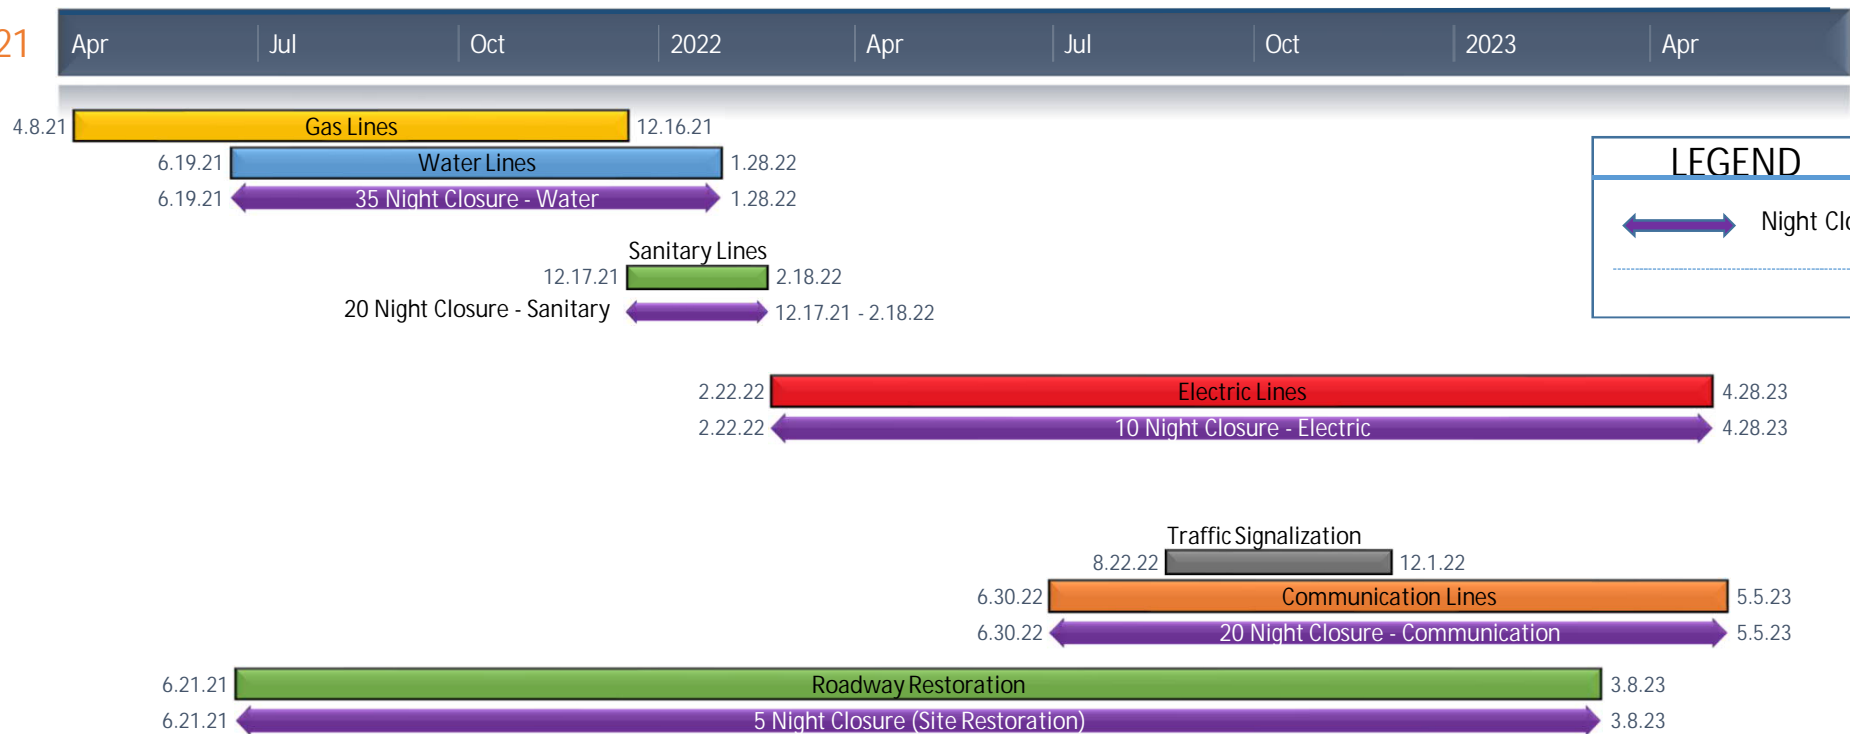 21 Apr Jul Oct 2022 Apr Jul Oct 2023 Apr
4.8.21 Gas Lines 12.16.21
6.19.21 Water Lines 1.28.22
6.19.21 35 Night Closure - Water 1.28.22
LEGEND
Night Clo
Sanitary Lines
12.17.21 2.18.22
20 Night Closure - Sanitary 12.17.21 - 2.18.22
2.22.22 Electric Lines 4.28.23
2.22.22 10 Night Closure - Electric 4.28.23
Traffic Signalization
8.22.22 12.1.22
6.30.22 Communication Lines 5.5.23
6.30.22 20 Night Closure - Communication 5.5.23
6.21.21 Roadway Restoration 3.8.23
6.21.21 5 Night Closure (Site Restoration) 3.8.23